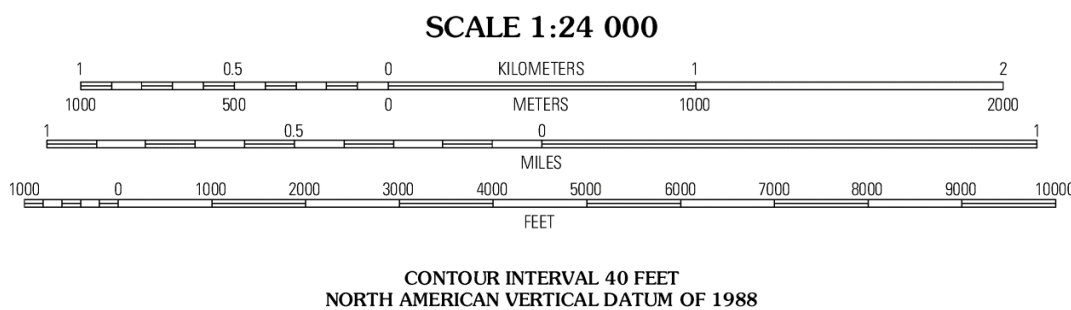 SCALE 1:24 000
1 0.5 0 KILOMETERS 1 2
1000 500 0 METERS 1000 2000
1 0.5 0 1
MILES
1000 0 1000 2000 3000 4000 5000 6000 7000 8000 9000 10000
FEET
CONTOUR INTERVAL 40 FEET
NORTH AMERICAN VERTICAL DATUM OF 1988